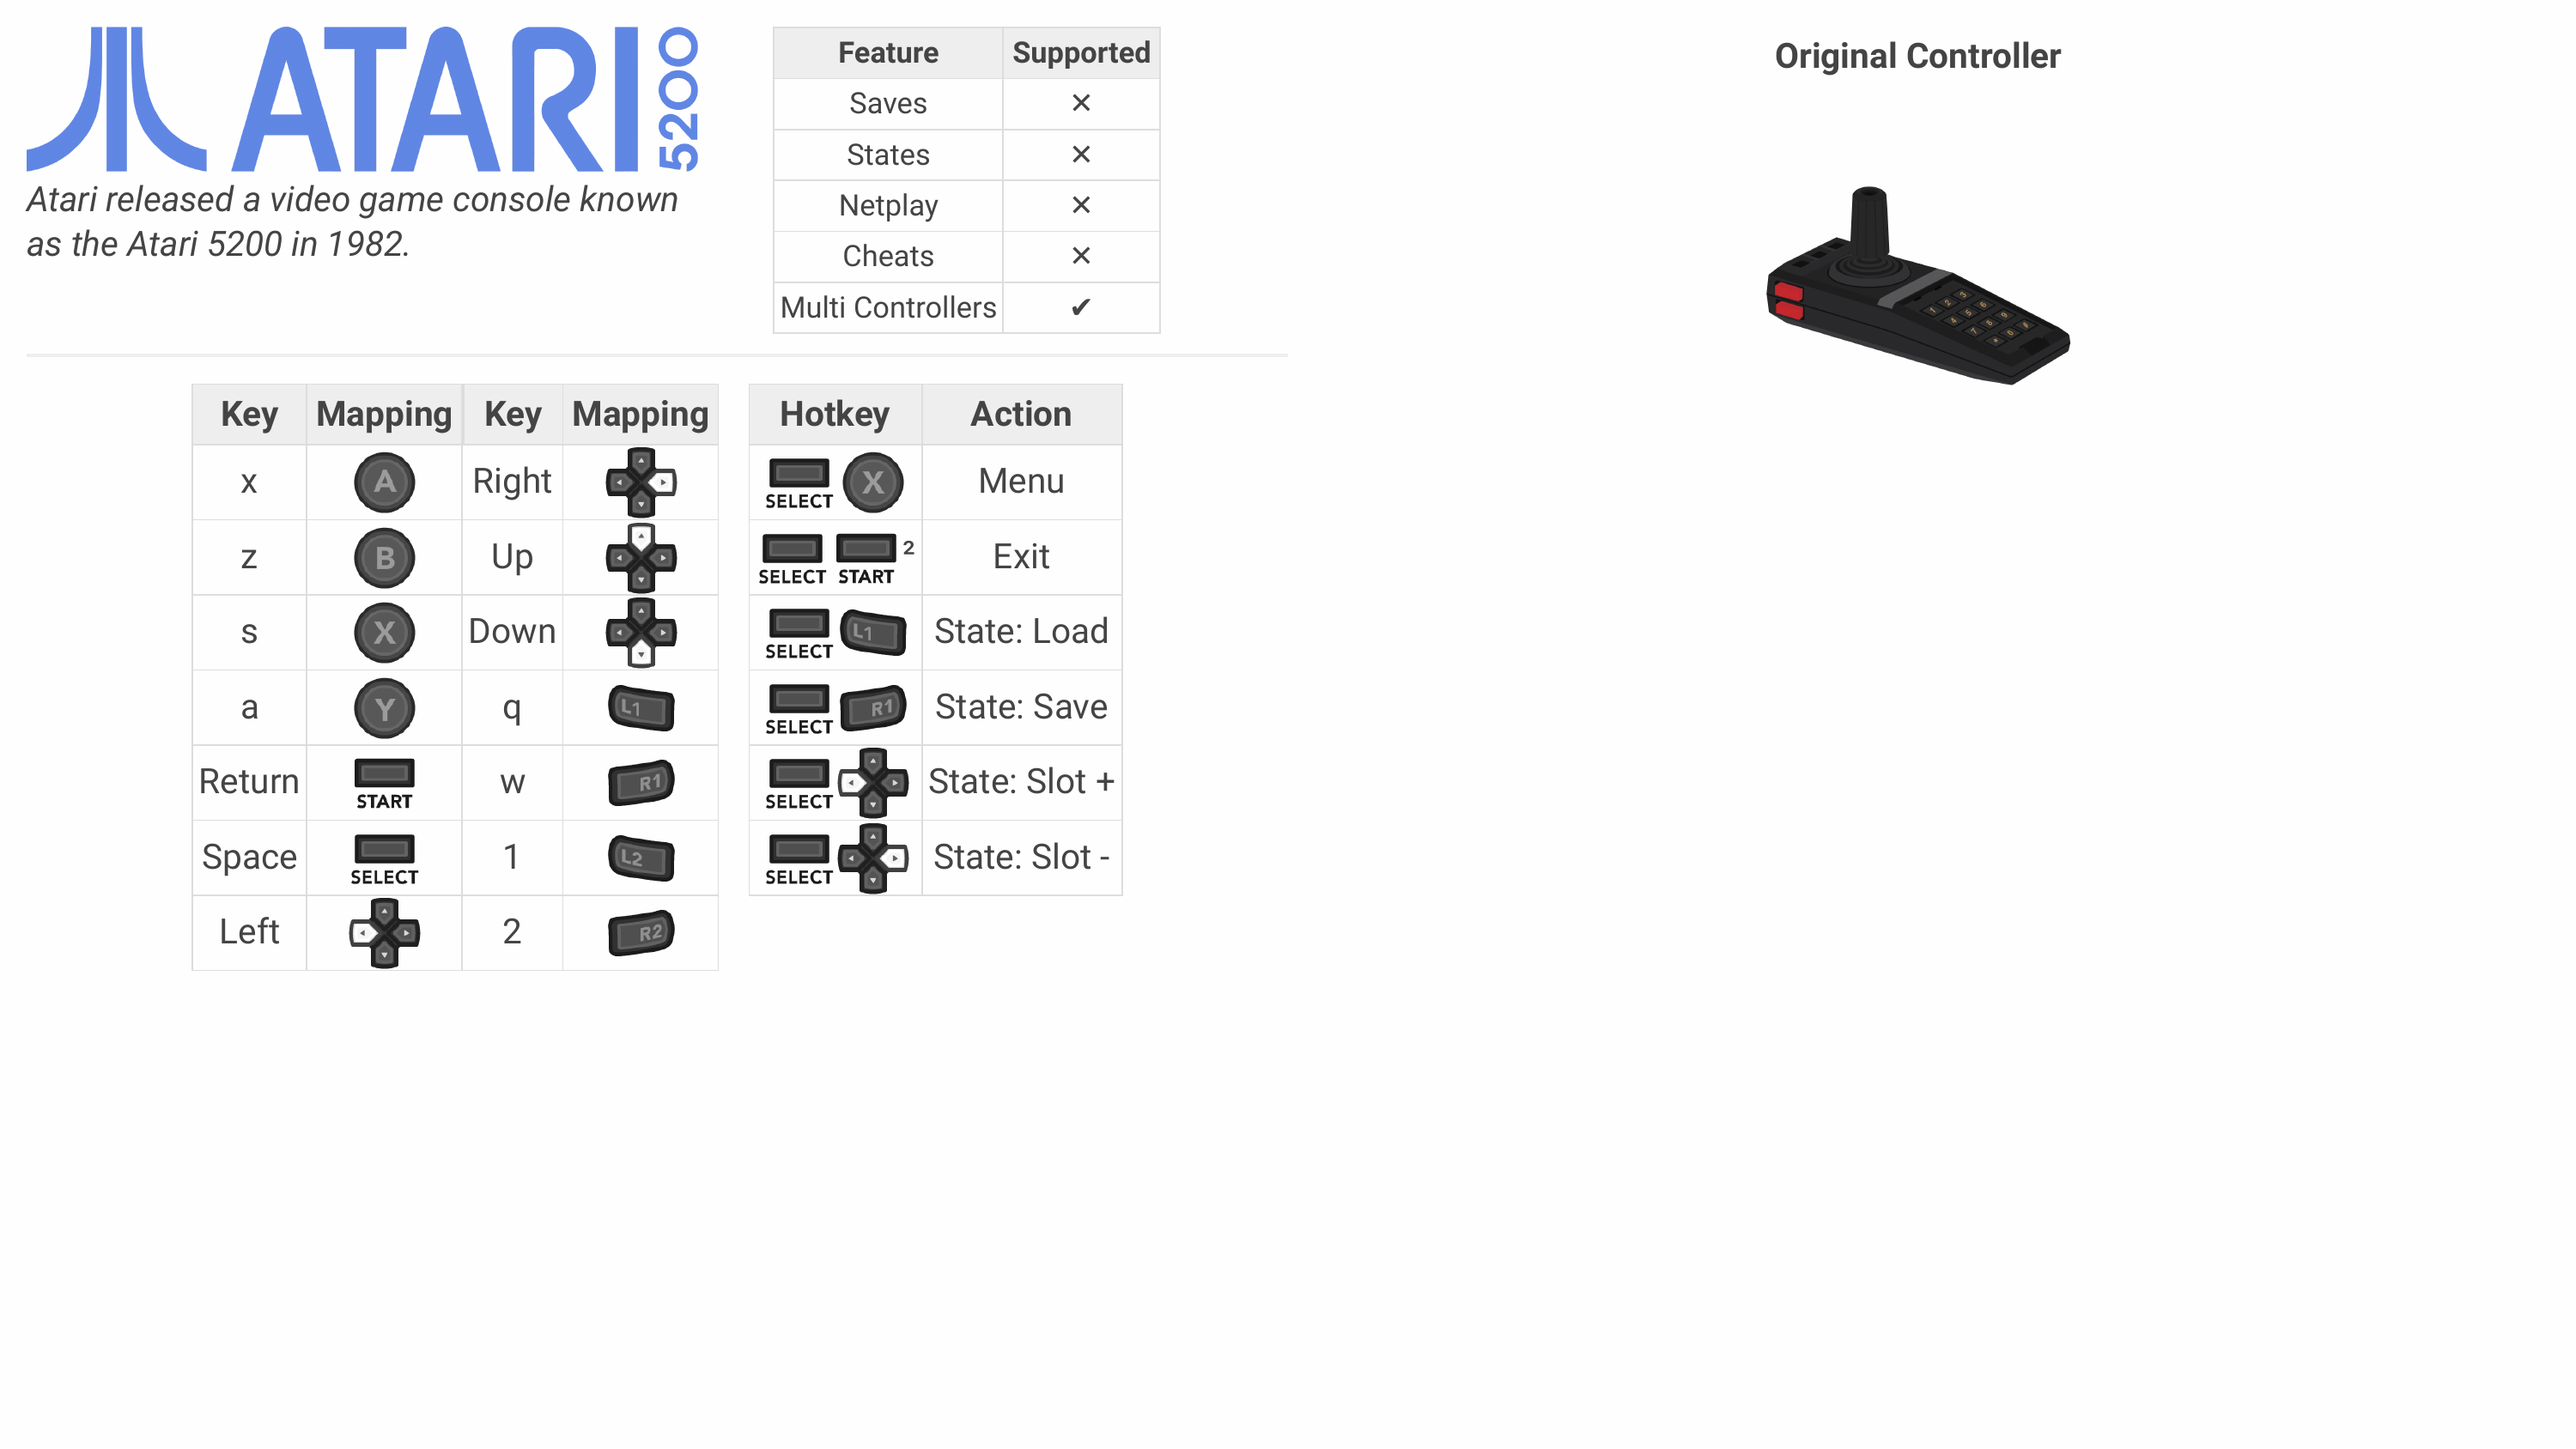 ATARI 5200
Atari released a video game console known
as the Atari 5200 in 1982.
Feature Supported
Saves ✕
States ✕
Netplay ✕
Cheats ✕
Multi Controllers ✔
Original Controller
Key Mapping Key Mapping
x A Right
z B Up
s X Down
a Y q L1
Return START w R1
Space SELECT 1 L2
Left 2 R2
Hotkey Action
SELECT X Menu
SELECT START 2 Exit
SELECT L1 State: Load
SELECT R1 State: Save
SELECT State: Slot +
SELECT State: Slot -